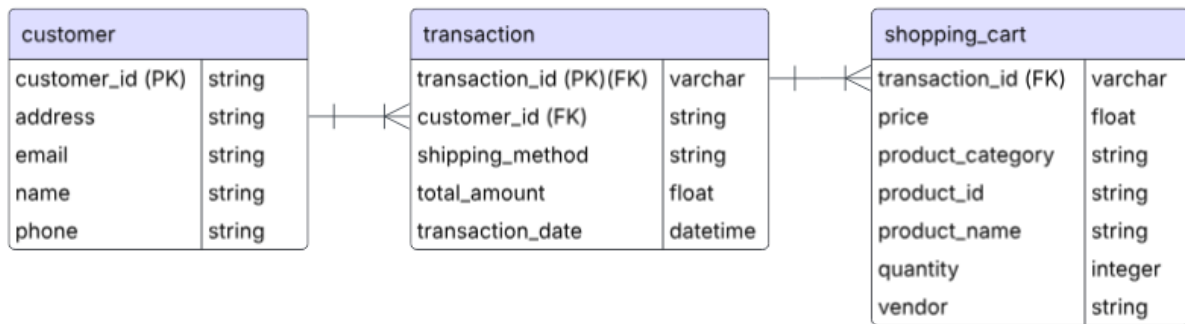 customer
customer_id (PK) string
address string
email string
name string
phone string
transaction
transaction_id (PK)(FK) varchar
customer_id (FK) string
shipping_method string
total_amount float
transaction_date datetime
shopping_cart
transaction_id (FK) varchar
price float
product_category string
product_id string
product_name string
quantity integer
vendor string